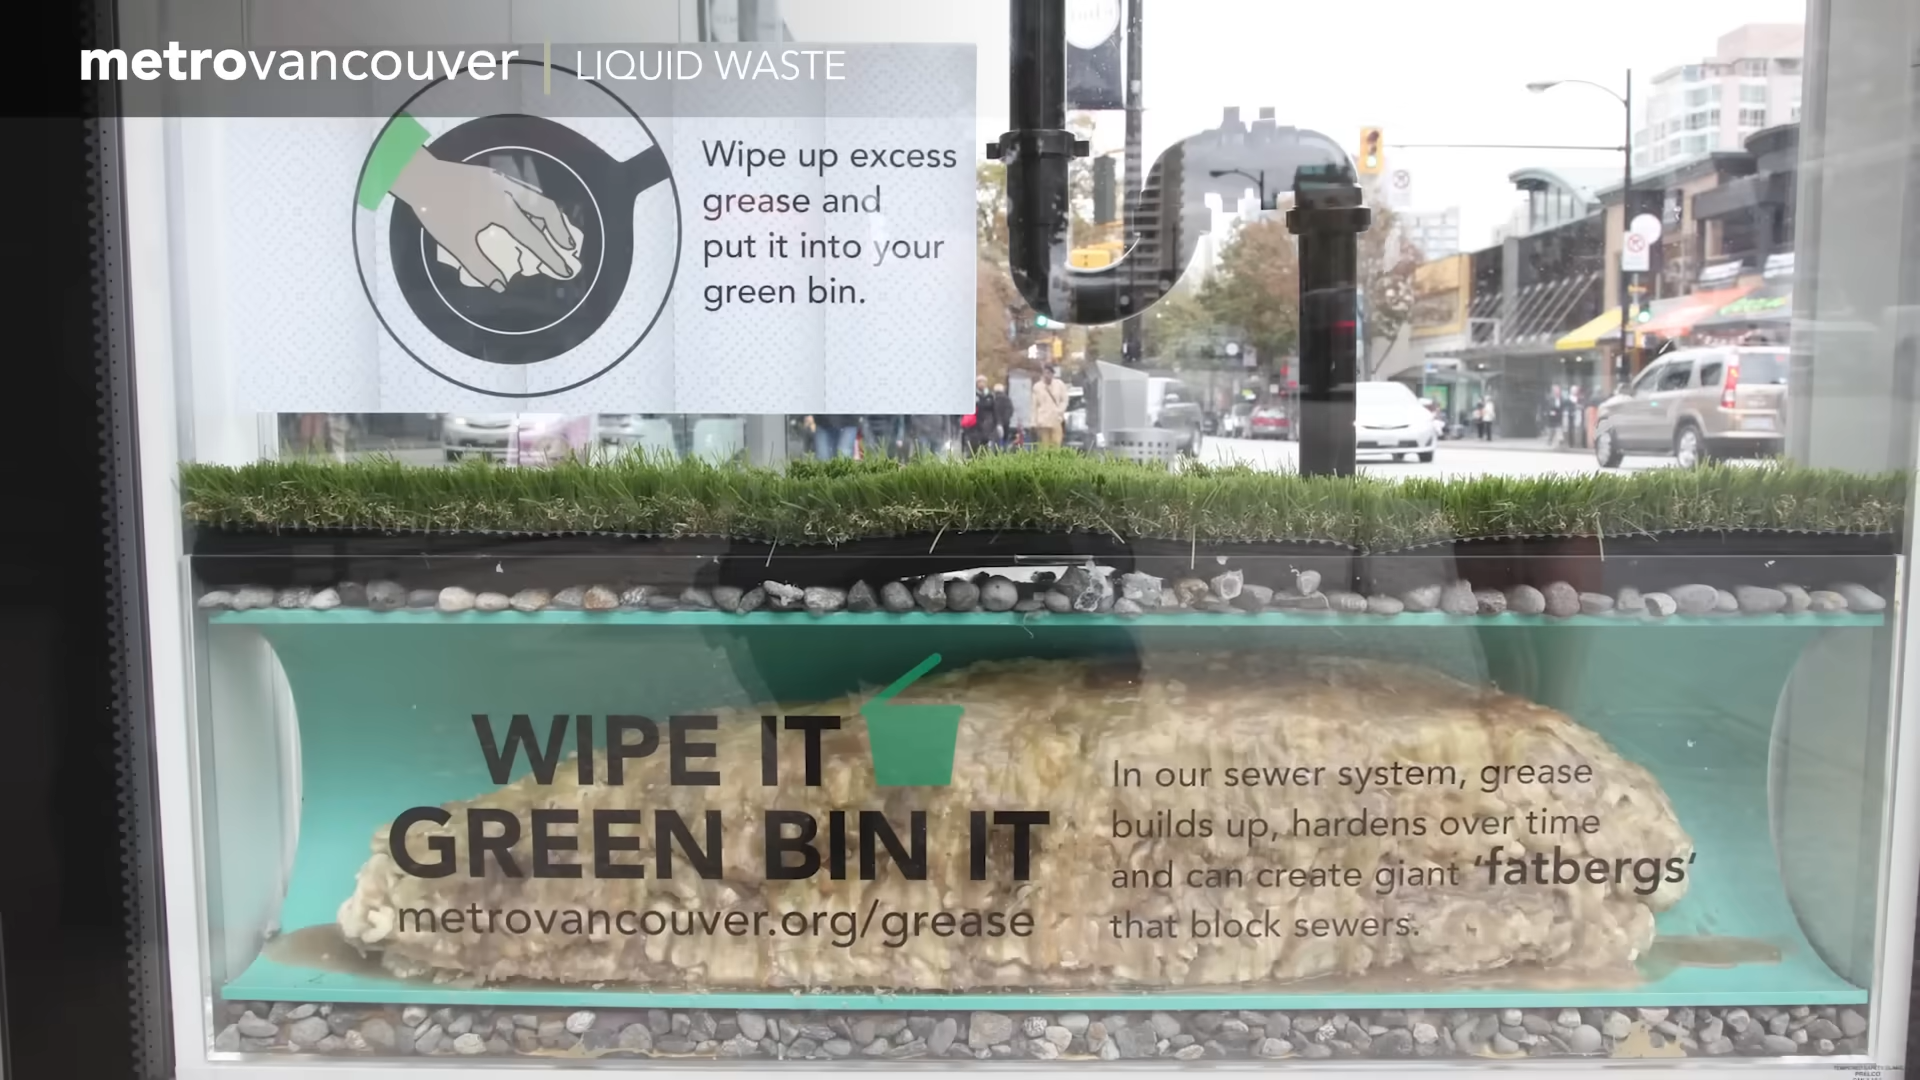 metrovancouver | LIQUID WASTE
Wipe up excess
grease and
put it into your
green bin.
WIPE IT
GREEN BIN IT
metrovancouver.org/grease
In our sewer system, grease
builds up, hardens over time
and can create giant 'fatbergs'
that block sewers.